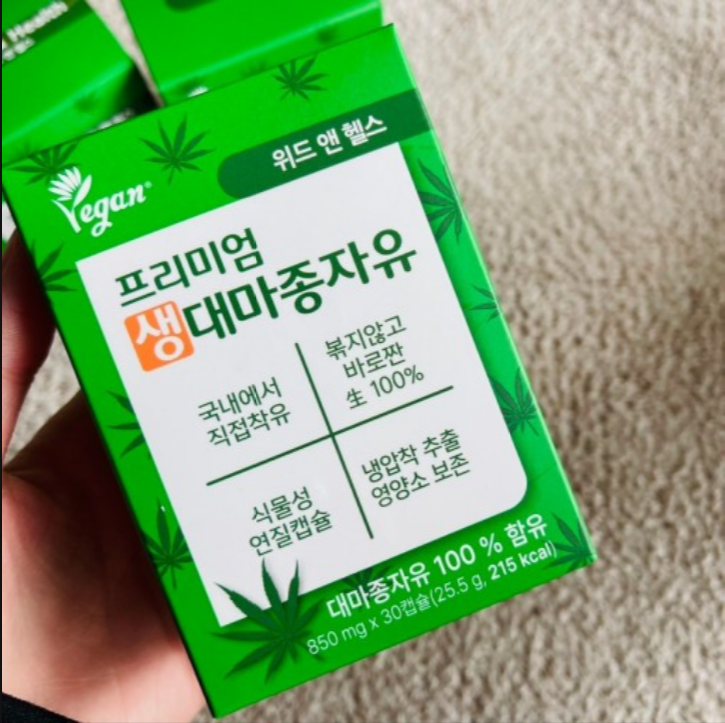 Health
위드 앤 헬스
Vegan®
프리미엄
생대마종자유
국내에서
직접착유
볶지않고
바로짠
生 100%
식물성
연질캡슐
냉압착 추출
영양소 보존
대마종자유 100 % 함유
850 mg x 30캡슐(25.5 g, 215 kcal)